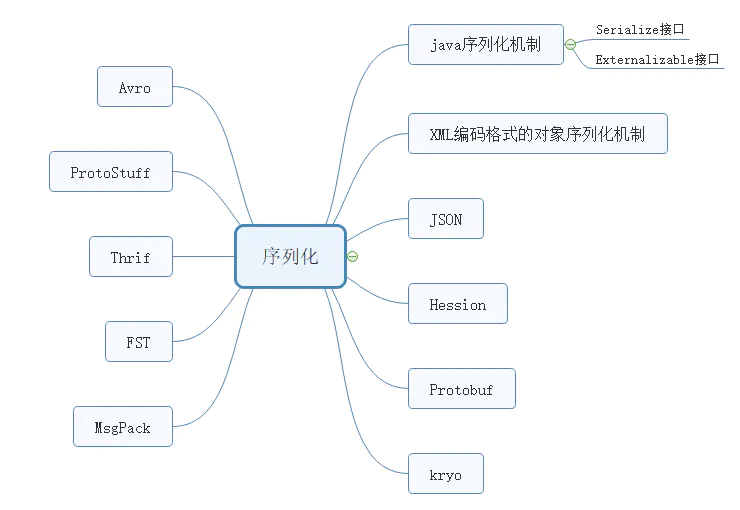 序列化
java序列化机制
Serialize接口
Externalizable接口
XML编码格式的对象序列化机制
JSON
Hession
Protobuf
kryo
Avro
ProtoStuff
Thrif
FST
MsgPack